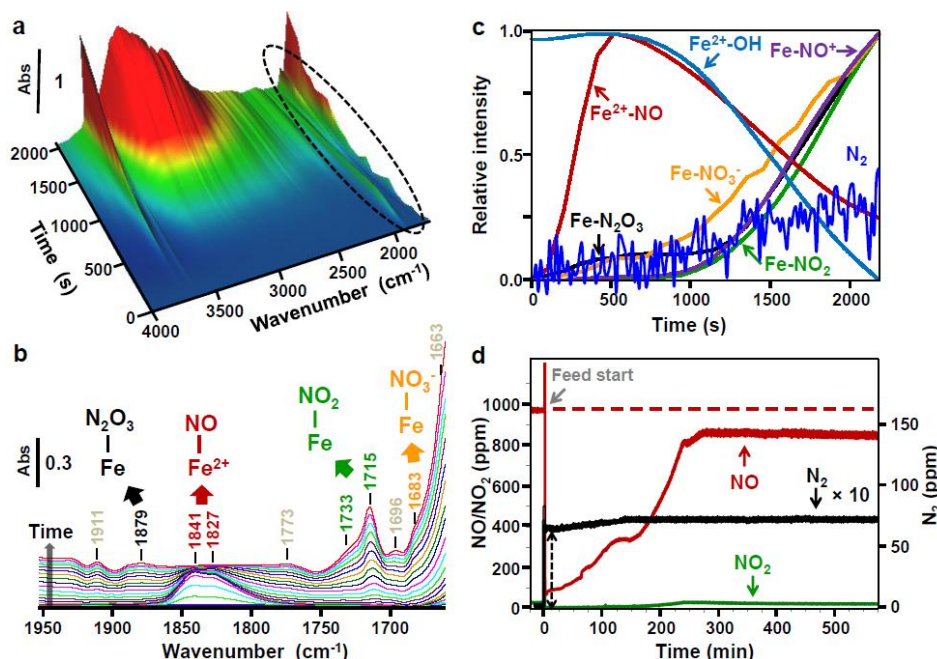 a
Abs
1
2000
1500
1000
500
0
Time (s)
4000
3500
3000
2500
2000
Wavenumber (cm⁻¹)
b
Abs
0.3
Time
N₂O₃
Fe
NO
Fe²⁺
NO₂
Fe
NO₃⁻
Fe
1911
1879
1841
1827
1773
1733
1715
1696
1683
1663
1950
1900
1850
1800
1750
1700
Wavenumber (cm⁻¹)
c
Relative intensity
1.0
0.5
0.0
Fe²⁺-OH
Fe-NO⁺
Fe²⁺-NO
Fe-NO₃⁻
N₂
Fe-N₂O₃
Fe-NO₂
0
500
1000
1500
2000
Time (s)
d
NO/NO₂ (ppm)
1000
800
600
400
200
0
Feed start
NO
N₂ × 10
NO₂
150
100
50
0
N₂ (ppm)
0
100
200
300
400
500
Time (min)